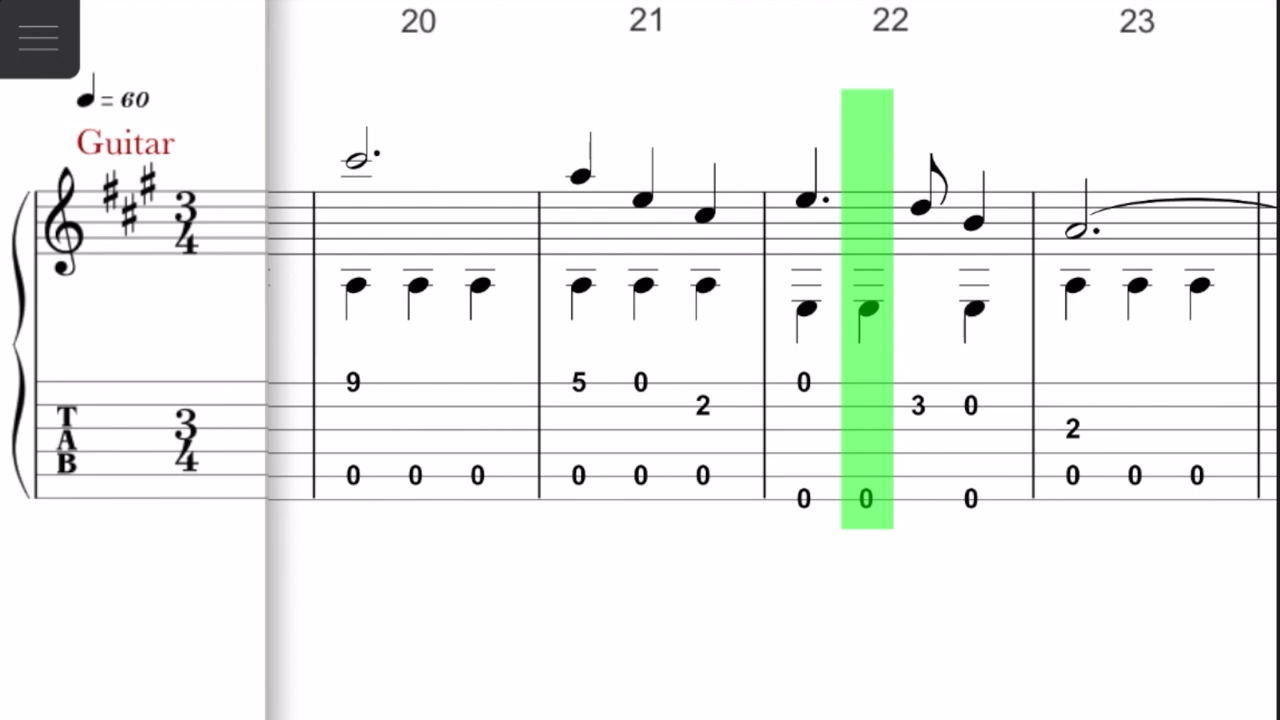 20 21 22 23
= 60
Guitar
3
4
9 5 0 0
2 3 0
T 3 2
A 4
B 0 0 0 0 0 0 0 0 0
0 0 0